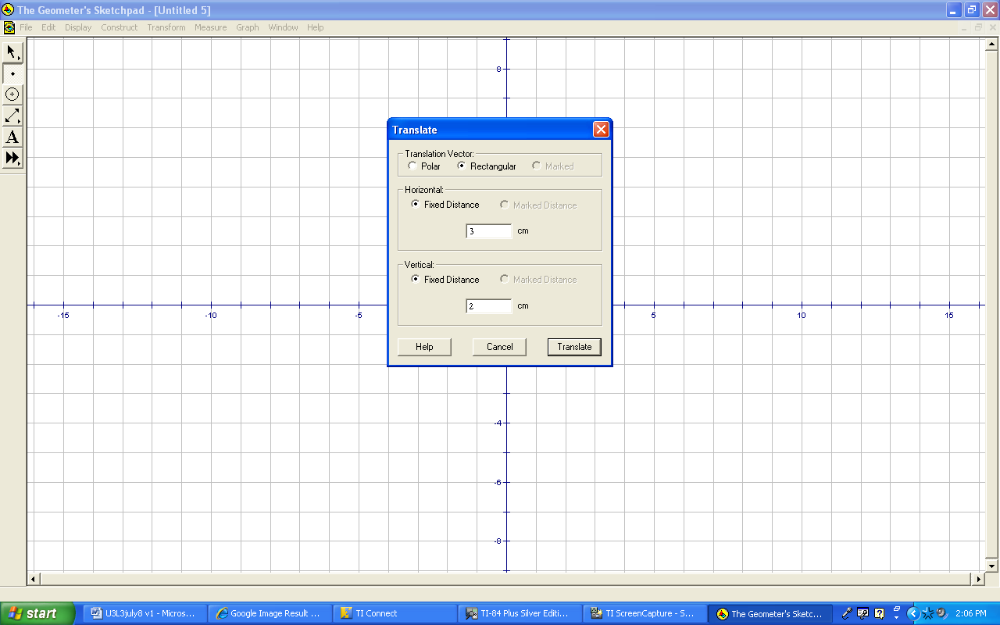 The Geometer's Sketchpad - [Untitled 5]
File Edit Display Construct Transform Measure Graph Window Help
A
8
Translate
Translation Vector:
Polar Rectangular Marked
Horizontal:
Fixed Distance Marked Distance
3 cm
Vertical:
Fixed Distance Marked Distance
2 cm
Help Cancel Translate
-15 -10 -5 5 10 15
-4
-6
-8
start U3L3july8 v1 - Micros... Google Image Result ... TI Connect TI-84 Plus Silver Editi... TI ScreenCapture - S... The Geometer's Sketc... 2:06 PM